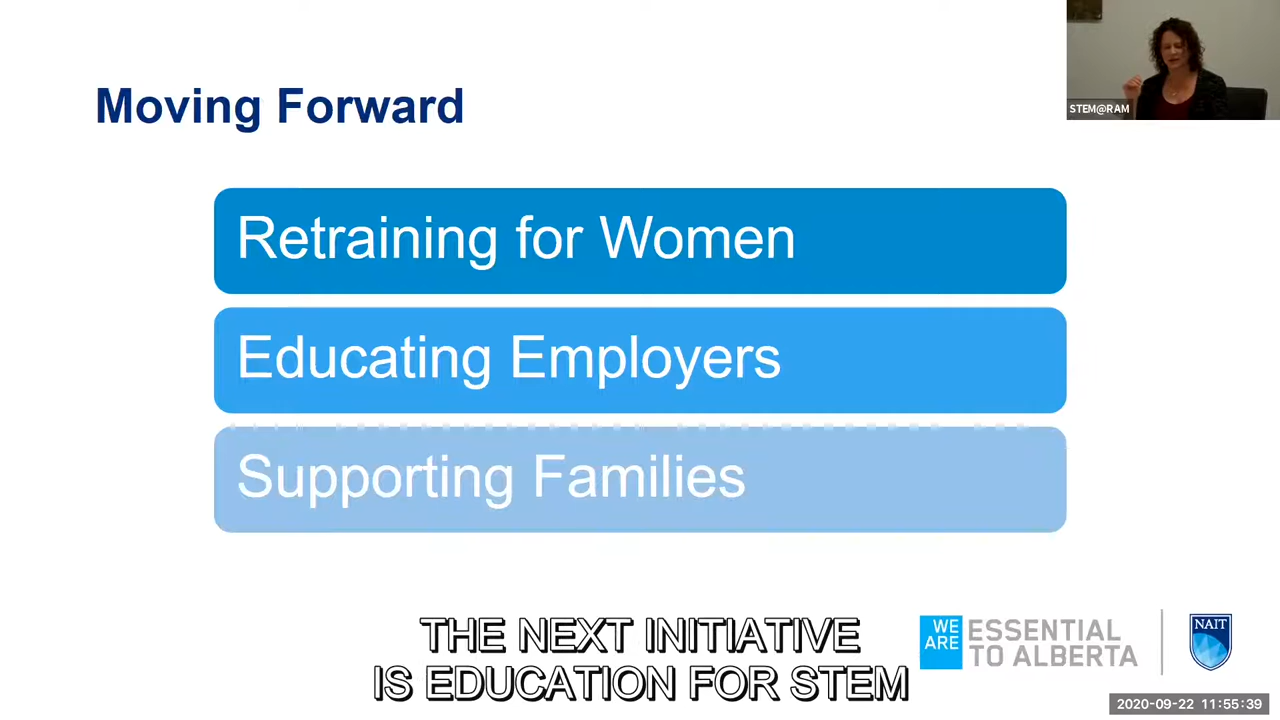 Moving Forward
STEM@RAM
Retraining for Women
Educating Employers
Supporting Families
THE NEXT INITIATIVE
IS EDUCATION FOR STEM
WE ARE
ESSENTIAL
TO ALBERTA
NAIT
2020-09-22 11:55:39